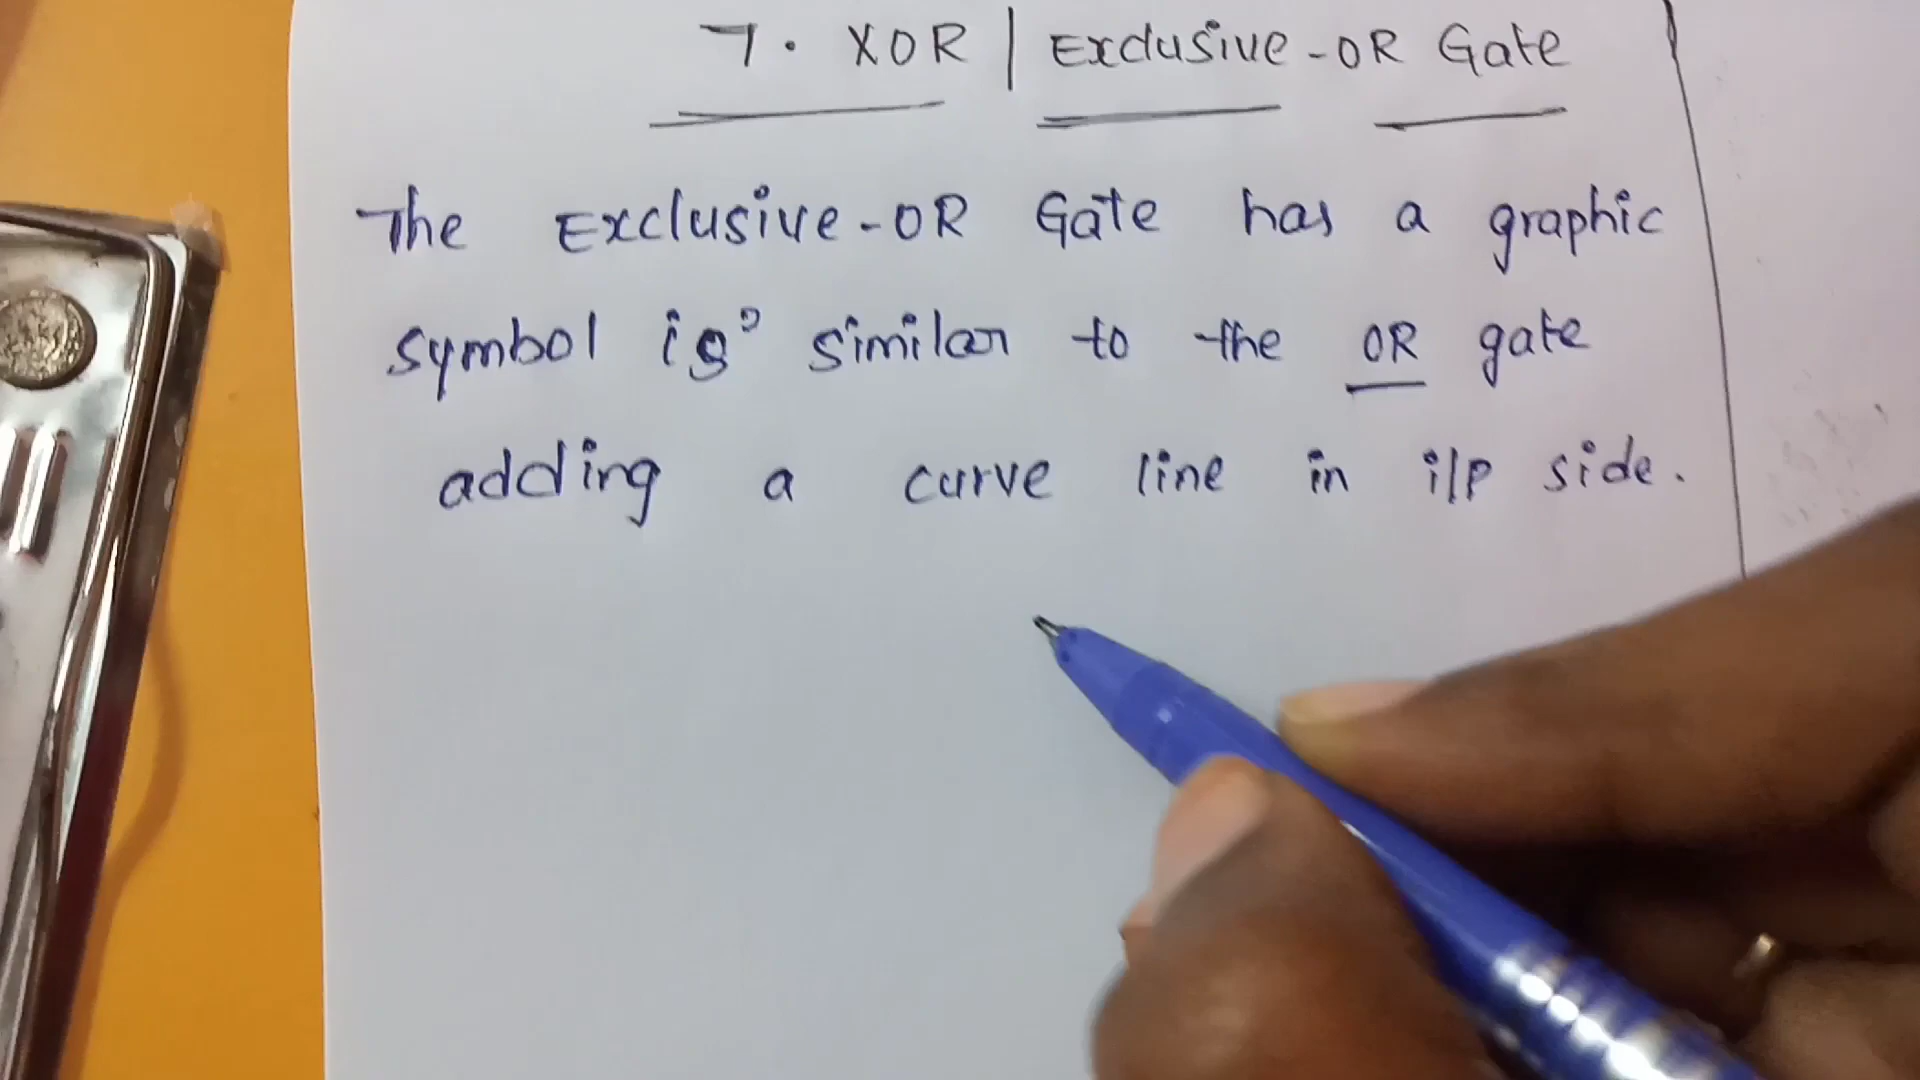 7. XOR | Exclusive-OR Gate
The Exclusive-OR Gate has a graphic
symbol is similar to the OR gate
adding a curve line in i/p side.